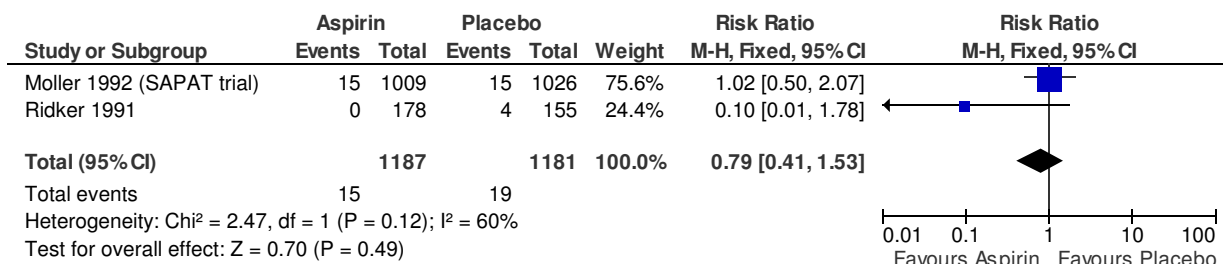 Aspirin Placebo Risk Ratio Risk Ratio
Study or Subgroup Events Total Events Total Weight M-H, Fixed, 95% CI M-H, Fixed, 95% CI
Moller 1992 (SAPAT trial) 15 1009 15 1026 75.6% 1.02 [0.50, 2.07]
Ridker 1991 0 178 4 155 24.4% 0.10 [0.01, 1.78]
Total (95% CI) 1187 1181 100.0% 0.79 [0.41, 1.53]
Total events 15 19
Heterogeneity: Chi² = 2.47, df = 1 (P = 0.12); I² = 60%
Test for overall effect: Z = 0.70 (P = 0.49)
0.01 0.1 1 10 100
Favours Aspirin Favours Placebo